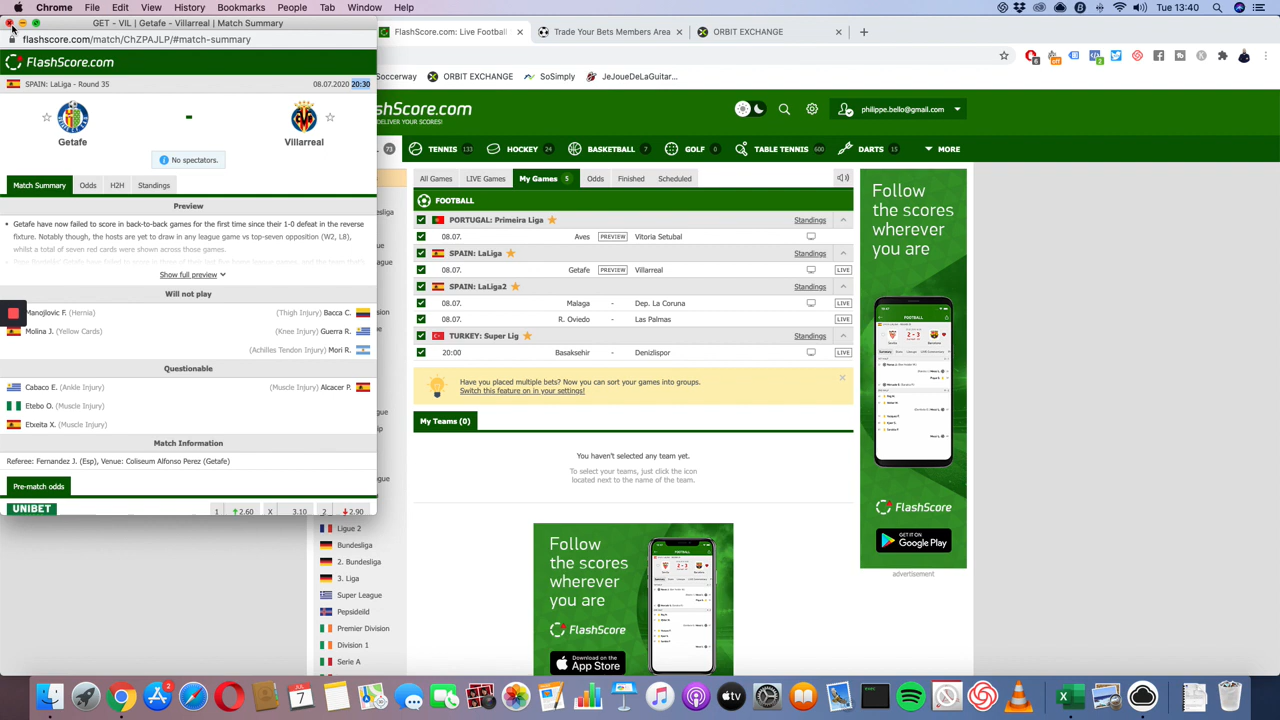 Chrome File Edit View History Bookmarks People Tab Window Help
Tue 13:40
GET - VIL | Getafe - Villarreal | Match Summary
flashscore.com/match/ChZPAJLP/#match-summary
FlashScore.com
SPAIN: LaLiga - Round 35
08.07.2020 20:30
-
Getafe
Villarreal
No spectators.
Match Summary Odds H2H Standings
Preview
Getafe have now failed to score in back-to-back games for the first time since their 1-0 defeat in the reverse
fixture. Notably though, the hosts are yet to draw in any league game vs top-seven opposition (W2, L8),
whilst a total of seven red cards were shown across those games.
Show full preview
Will not play
Manojlovic F. (Hernia)
(Thigh Injury) Bacca C.
Molina J. (Yellow Cards)
(Knee Injury) Guerra R.
(Achilles Tendon Injury) Mori R.
Questionable
Cabaco E. (Ankle Injury)
(Muscle Injury) Alcacer P.
Etebo O. (Muscle Injury)
Etxeita X. (Muscle Injury)
Match Information
Referee: Fernandez J. (Esp), Venue: Coliseum Alfonso Perez (Getafe)
Pre-match odds
UNIBET
1 2.60 X 3.10 2 2.90
FlashScore.com: Live Football
Trade Your Bets Members Area
ORBIT EXCHANGE
Soccerway
ORBIT EXCHANGE
SoSimply
JeJoueDeLaGuitar...
hScore.com
DELIVER YOUR SCORES!
philippe.bello@gmail.com
73
TENNIS 133
HOCKEY 24
BASKETBALL 7
GOLF 0
TABLE TENNIS 600
DARTS 15
MORE
All Games LIVE Games My Games 5 Odds Finished Scheduled
FOOTBALL
PORTUGAL: Primeira Liga
Standings
08.07. Aves PREVIEW Vitoria Setubal
SPAIN: LaLiga
Standings
08.07. Getafe PREVIEW Villarreal LIVE
SPAIN: LaLiga2
Standings
08.07. Malaga - Dep. La Coruna LIVE
08.07. R. Oviedo - Las Palmas LIVE
TURKEY: Super Lig
Standings
20:00 Basaksehir - Denizlispor LIVE
Have you placed multiple bets? Now you can sort your games into groups.
Switch this feature on in your settings!
My Teams (0)
You haven't selected any team yet.
To select your teams, just click the icon
located next to the name of the team.
Ligue 2
Bundesliga
2. Bundesliga
3. Liga
Super League
Pepsideild
Premier Division
Division 1
Serie A
Follow
the scores
wherever
you are
FlashScore
Download on the
App Store
Follow
the scores
wherever
you are
FlashScore
GET IT ON
Google Play
advertisement